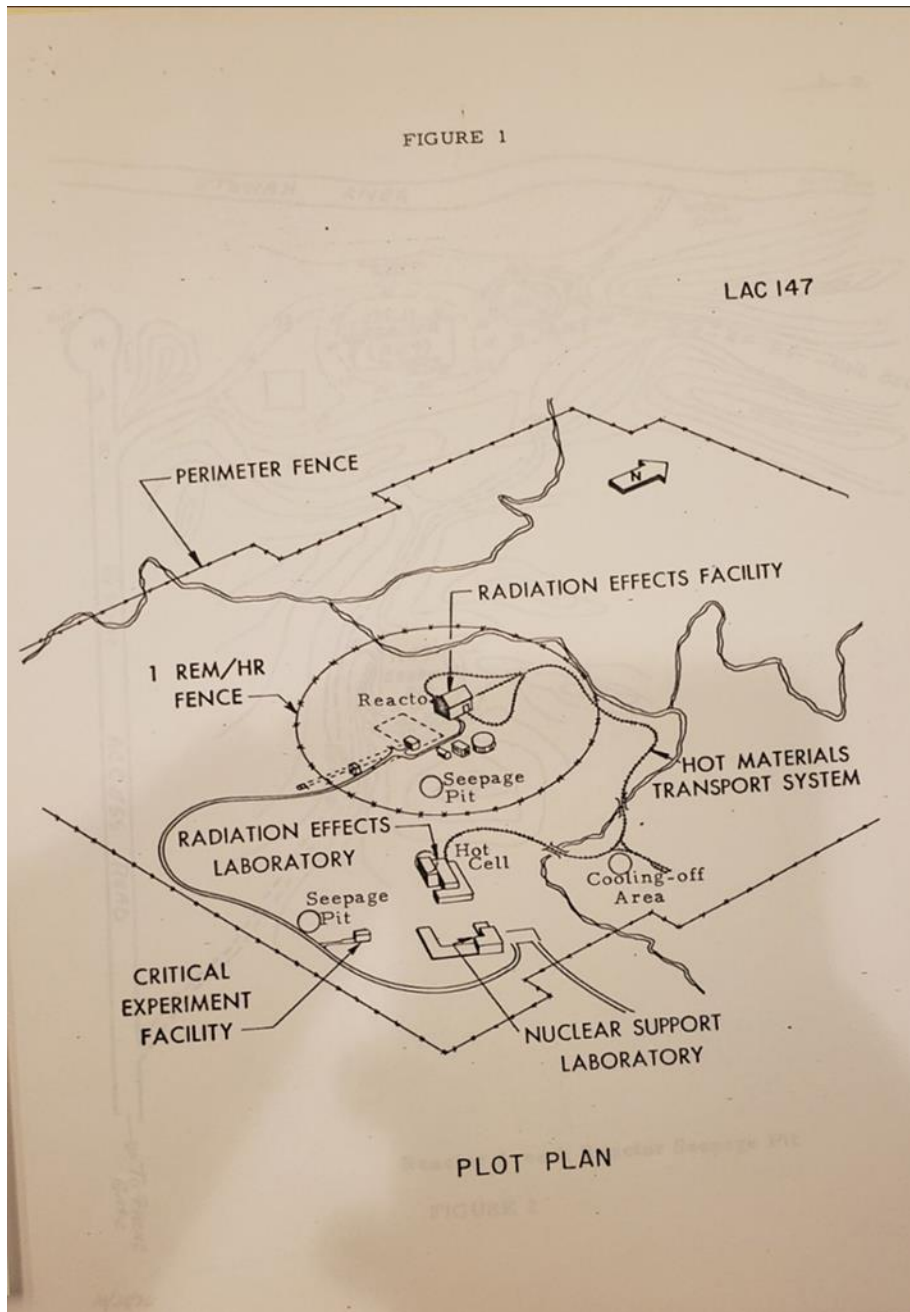 FIGURE 1
LAC 147
PERIMETER FENCE
RADIATION EFFECTS FACILITY
1 REM/HR
FENCE
Reacto
HOT MATERIALS
TRANSPORT SYSTEM
Seepage
Pit
RADIATION EFFECTS
LABORATORY
Hot
Cell
Cooling-off
Area
Seepage
Pit
CRITICAL
EXPERIMENT
FACILITY
NUCLEAR SUPPORT
LABORATORY
N
PLOT PLAN
FIGURE 2